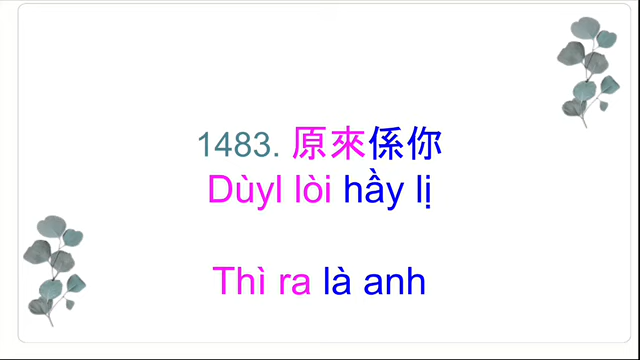 1483. 原來係你
Dùyl lòi hầy lị
Thì ra là anh